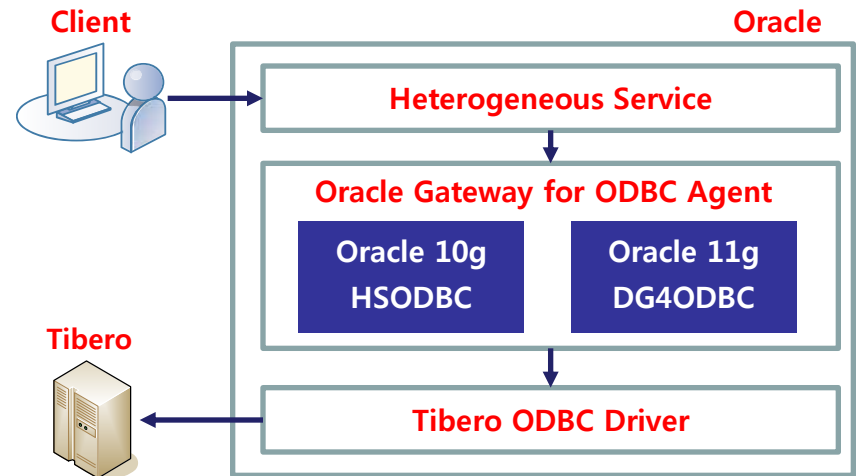 Client
Oracle
Heterogeneous Service
Oracle Gateway for ODBC Agent
Oracle 10g
HSODBC
Oracle 11g
DG4ODBC
Tibero
Tibero ODBC Driver